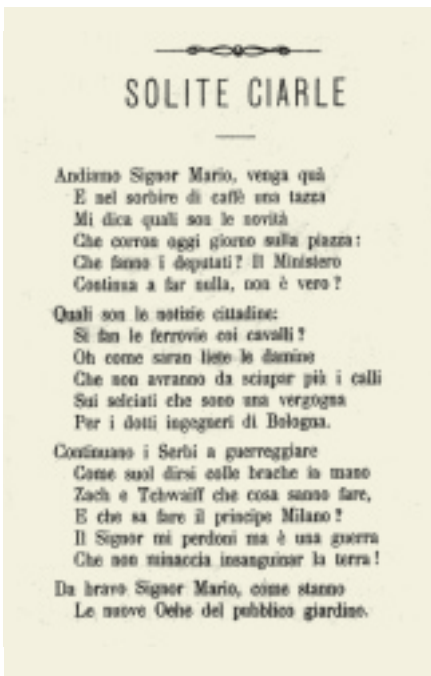 SOLITE CIARLE
Andiamo Signor Mario, venga quà
E nel sorbire di caffè una tazza
Mi dica quali son le novità
Che corron oggi giorno sulla piazza:
Che fanno i deputati? Il Ministero
Continua a far nulla, non è vero?
Quali son le notizie cittadine:
Si fan le ferrovie coi cavalli?
Oh come saran liete le damine
Che non avranno da sciupar più i calli
Sui selciati che sono una vergogna
Per i dotti ingegneri di Bologna.
Continuano i Serbi a guerreggiare
Come suol dirsi colle brache in mano
Zach e Tchwaiff che cosa sanno fare,
E che sa fare il principe Milano?
Il Signor mi perdoni ma è una guerra
Che non minaccia insanguinar la terra!
Da bravo Signor Mario, come stanno
Le nuove Oche del pubblico giardino.